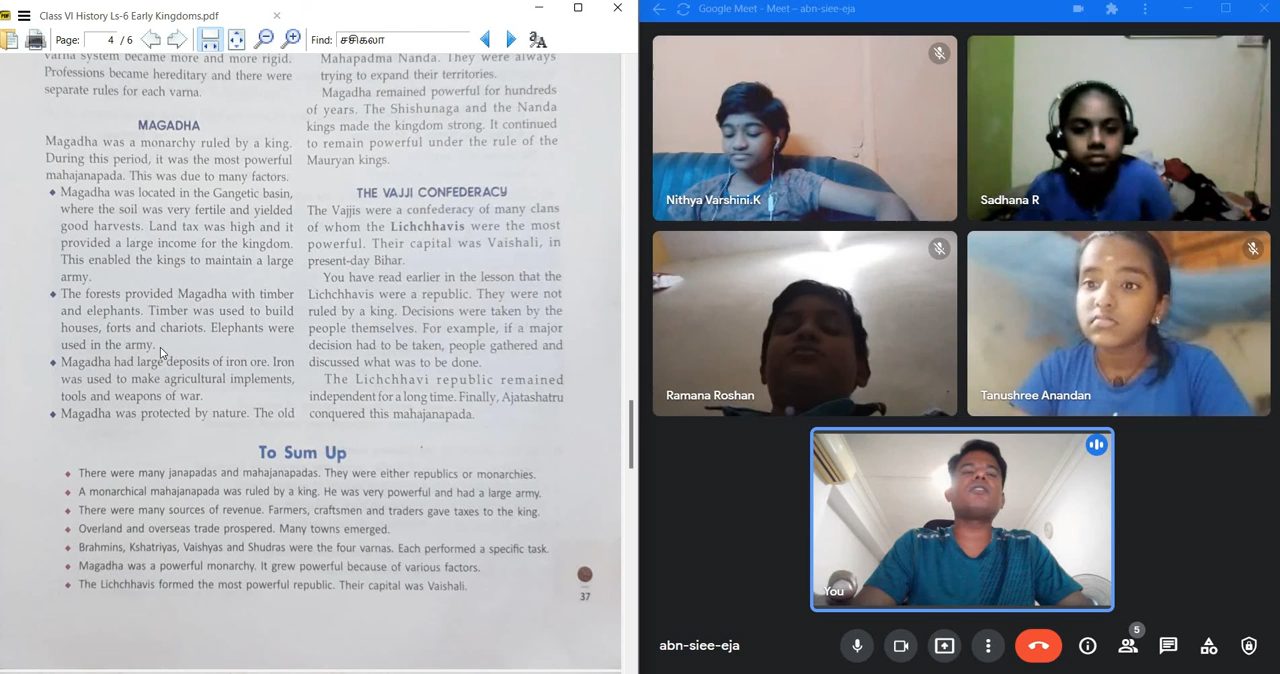 Class VI History Ls-6 Early Kingdoms.pdf
Page: 4 / 6
Find:
varna system became more and more rigid.
Professions became hereditary and there were
separate rules for each varna.
MAGADHA
Magadha was a monarchy ruled by a king.
During this period, it was the most powerful
mahajanapada. This was due to many factors.
Magadha was located in the Gangetic basin,
where the soil was very fertile and yielded
good harvests. Land tax was high and it
provided a large income for the kingdom.
This enabled the kings to maintain a large
army.
The forests provided Magadha with timber
and elephants. Timber was used to build
houses, forts and chariots. Elephants were
used in the army.
Magadha had large deposits of iron ore. Iron
was used to make agricultural implements,
tools and weapons of war.
Magadha was protected by nature. The old
Mahapadma Nanda. They were always
trying to expand their territories.
Magadha remained powerful for hundreds
of years. The Shishunaga and the Nanda
kings made the kingdom strong. It continued
to remain powerful under the rule of the
Mauryan kings.
THE VAJJI CONFEDERACY
The Vajjis were a confederacy of many clans
of whom the Lichchhavis were the most
powerful. Their capital was Vaishali, in
present-day Bihar.
You have read earlier in the lesson that the
Lichchhavis were a republic. They were not
ruled by a king. Decisions were taken by the
people themselves. For example, if a major
decision had to be taken, people gathered and
discussed what was to be done.
The Lichchhavi republic remained
independent for a long time. Finally, Ajatashatru
conquered this mahajanapada.
To Sum Up
There were many janapadas and mahajanapadas. They were either republics or monarchies.
A monarchical mahajanapada was ruled by a king. He was very powerful and had a large army.
There were many sources of revenue. Farmers, craftsmen and traders gave taxes to the king.
Overland and overseas trade prospered. Many towns emerged.
Brahmins, Kshatriyas, Vaishyas and Shudras were the four varnas. Each performed a specific task.
Magadha was a powerful monarchy. It grew powerful because of various factors.
The Lichchhavis formed the most powerful republic. Their capital was Vaishali.
37
Google Meet - Meet – abn-siee-eja
Nithya Varshini.K
Sadhana R
Ramana Roshan
Tanushree Anandan
You
abn-siee-eja
5